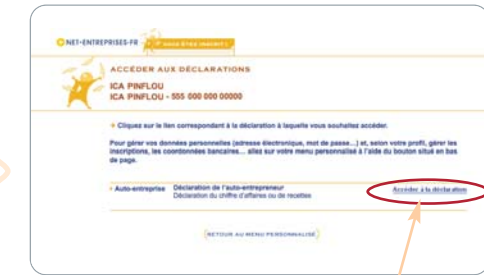 NET-ENTREPRISES-FR
ACCÉDER AUX DÉCLARATIONS
ICA PINFLOU
ICA PINFLOU - 555 000 000 00000
Cliquez sur le lien correspondant à la déclaration à laquelle vous souhaitez accéder.
Pour gérer vos données personnelles (adresse électronique, mot de passe...) et, selon votre profil, gérer les
inscriptions, les coordonnées bancaires... allez sur votre menu personnalisé à l'aide du bouton situé en bas
de page.
Auto-entreprise Déclaration de l'auto-entrepreneur Accéder à la déclaration
Déclaration du chiffre d'affaires ou de recettes
RETOUR AU MENU PERSONNALISÉ